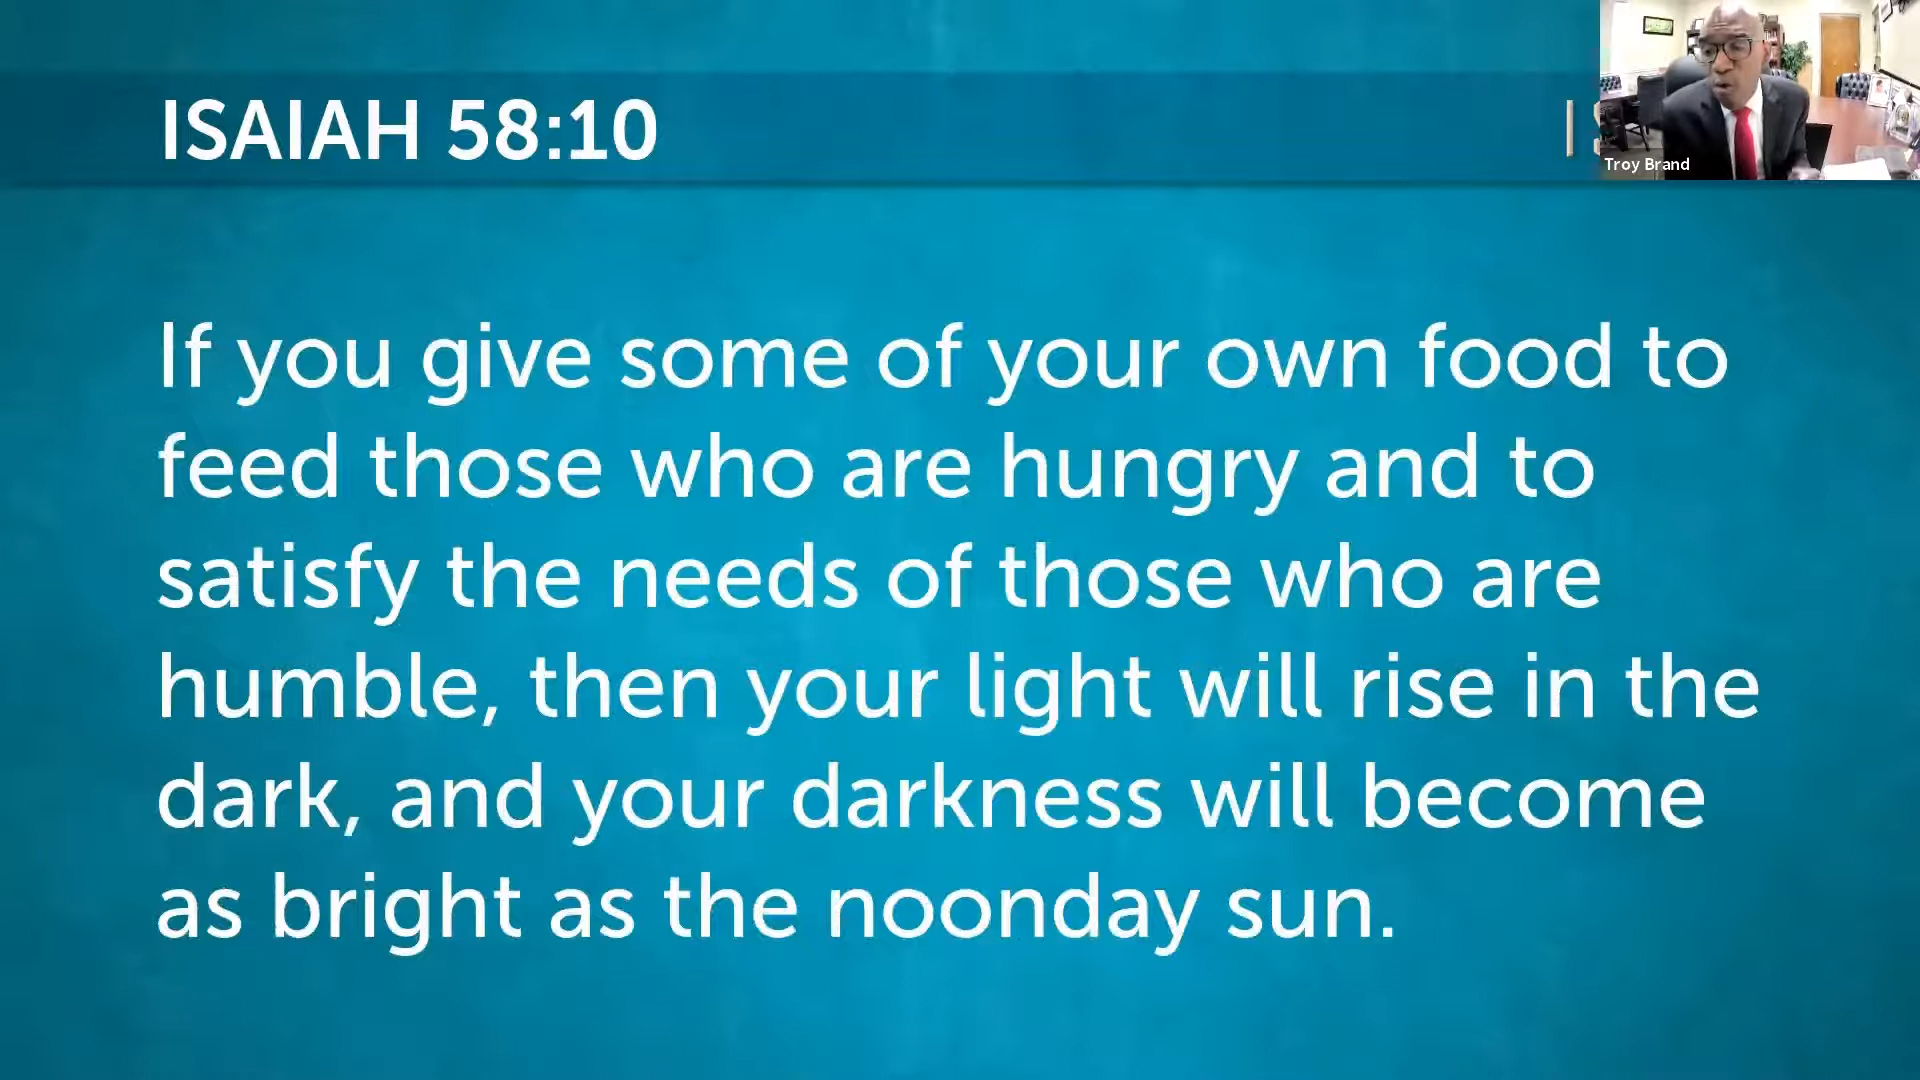 ISAIAH 58:10
Troy Brand
If you give some of your own food to
feed those who are hungry and to
satisfy the needs of those who are
humble, then your light will rise in the
dark, and your darkness will become
as bright as the noonday sun.